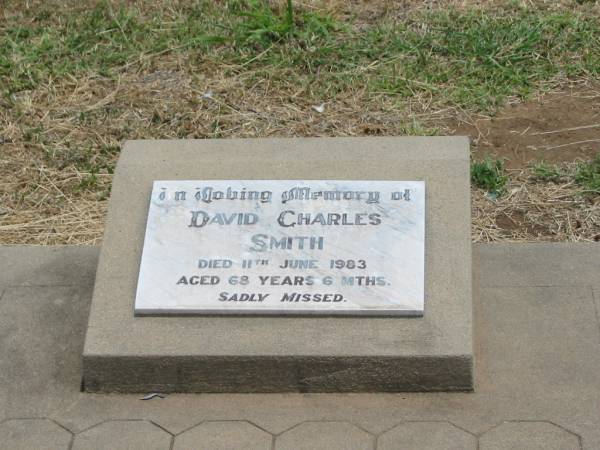 In Loving Memory of
DAVID CHARLES
SMITH
DIED 11TH JUNE 1983
AGED 68 YEARS 6 MTHS.
SADLY MISSED.